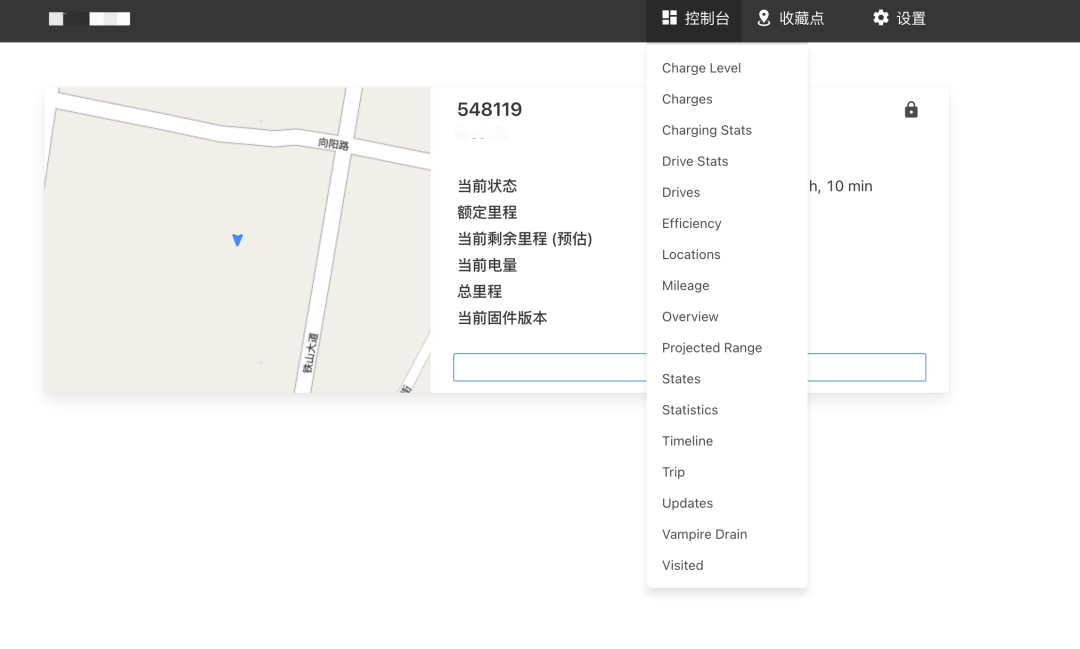 控制台 收藏点 设置
Charge Level
Charges
Charging Stats
Drive Stats
Drives
Efficiency
Locations
Mileage
Overview
Projected Range
States
Statistics
Timeline
Trip
Updates
Vampire Drain
Visited
向阳路
铁山大道
街
548119
当前状态
h, 10 min
额定里程
当前剩余里程 (预估)
当前电量
总里程
当前固件版本